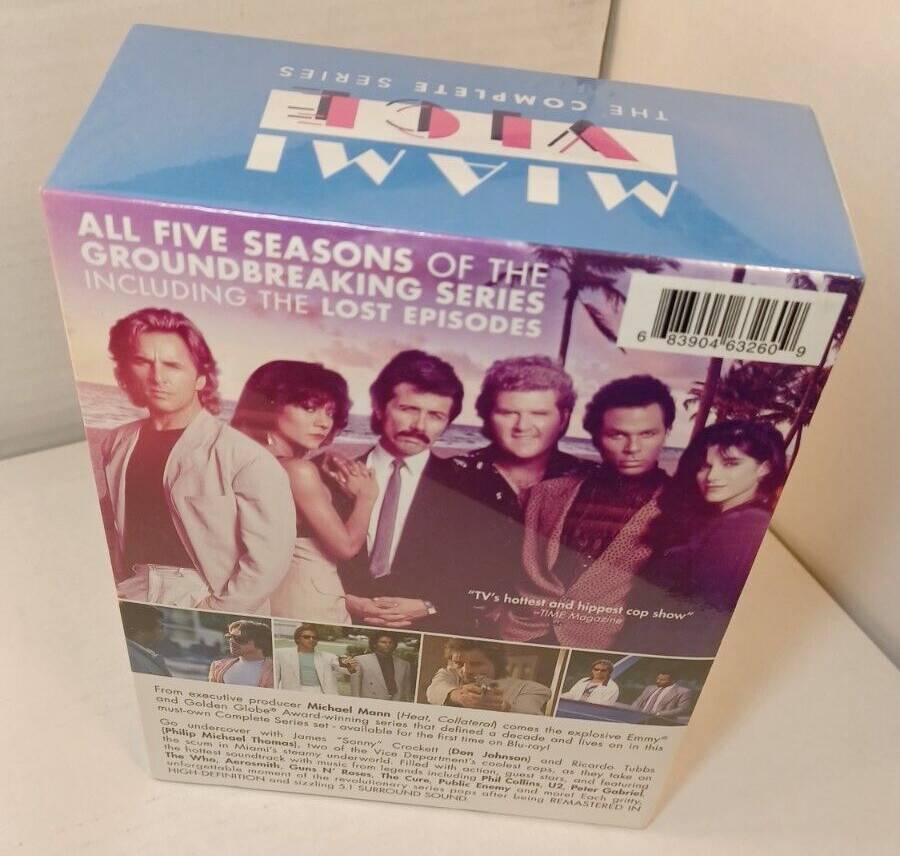 MIAMI
VICE
THE COMPLETE SERIES
ALL FIVE SEASONS OF THE
GROUNDBREAKING SERIES
INCLUDING THE LOST EPISODES
6 83904 63260 9
"TV's hottest and hippest cop show"
–TIME Magazine
From executive producer Michael Mann (Heat, Collateral) comes the explosive Emmy®
and Golden Globe® Award-winning series that defined a decade and lives on in this
must-own Complete Series set - available for the first time on Blu-ray!
Go undercover with James "Sonny" Crockett (Don Johnson) and Ricardo Tubbs
(Philip Michael Thomas), two of the Vice Department's coolest cops, as they take on
the scum in Miami's steamy underworld. Filled with action, guest stars, and featuring
the hottest soundtrack with music from legends including Phil Collins, U2, Peter Gabriel,
The Who, Aerosmith, Guns N' Roses, The Cure, Public Enemy and more! Each gritty,
unforgettable moment of the revolutionary series pops after being REMASTERED IN
HIGH-DEFINITION and sizzling 5.1 SURROUND SOUND.